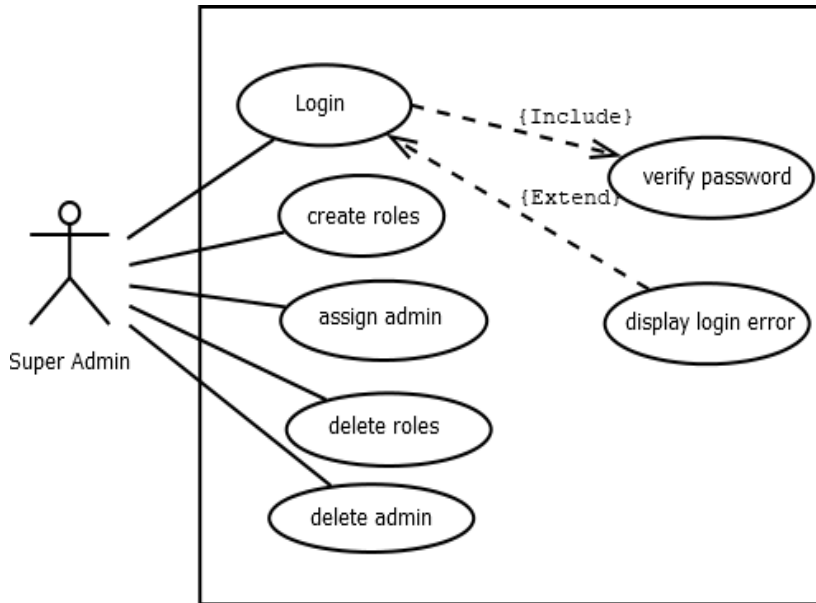 Login
{Include}
verify password
{Extend}
create roles
assign admin
display login error
Super Admin
delete roles
delete admin